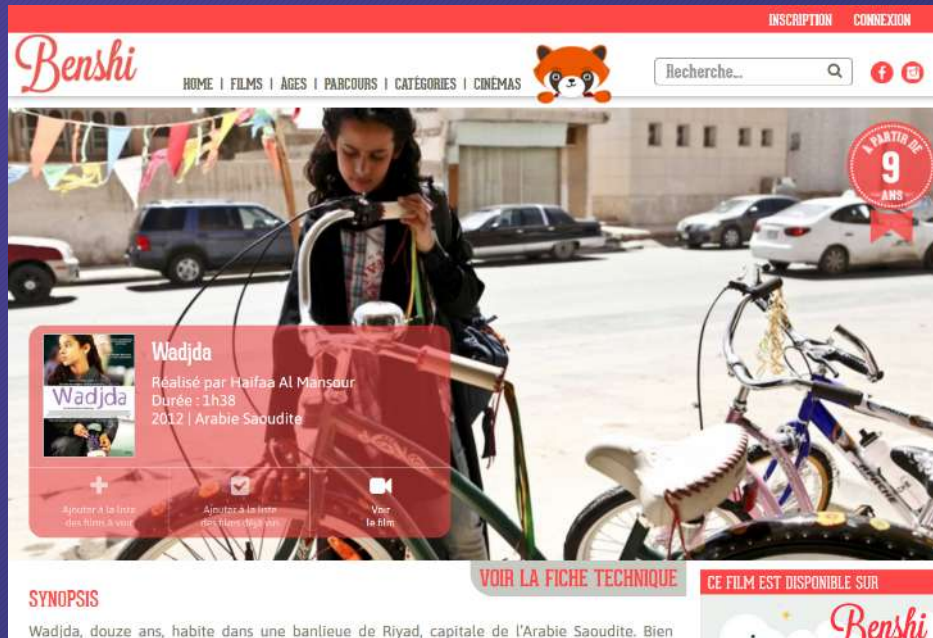 INSCRIPTION CONNEXION
Benshi
HOME | FILMS | ÂGES | PARCOURS | CATÉGORIES | CINÉMAS
Recherche...
À PARTIR DE
9
ANS
Wadjda
Wadjda
Réalisé par Haifaa Al Mansour
Durée : 1h38
2012 | Arabie Saoudite
Ajouter à la liste
des films à voir
Ajouter à la liste
des films déjà vus
Voir
le film
VOIR LA FICHE TECHNIQUE
CE FILM EST DISPONIBLE SUR
Benshi
SYNOPSIS
Wadjda, douze ans, habite dans une banlieue de Riyad, capitale de l'Arabie Saoudite. Bien